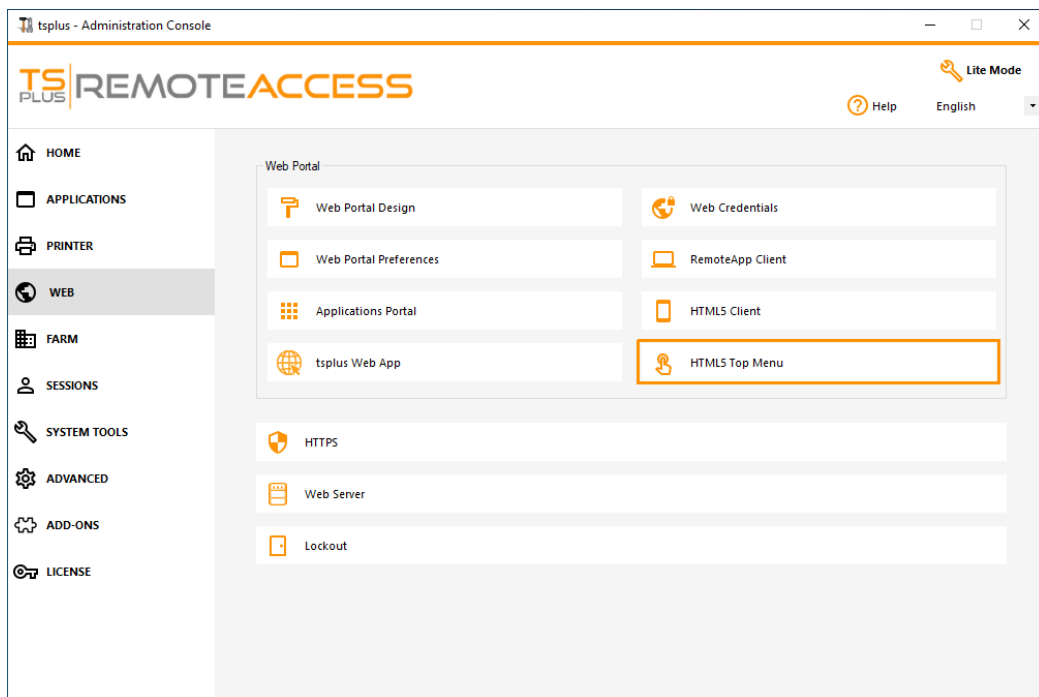 tsplus - Administration Console
TS PLUS REMOTEACCESS
Lite Mode
? Help English
HOME
APPLICATIONS
PRINTER
WEB
FARM
SESSIONS
SYSTEM TOOLS
ADVANCED
ADD-ONS
LICENSE
Web Portal
Web Portal Design
Web Credentials
Web Portal Preferences
RemoteApp Client
Applications Portal
HTML5 Client
tsplus Web App
HTML5 Top Menu
HTTPS
Web Server
Lockout